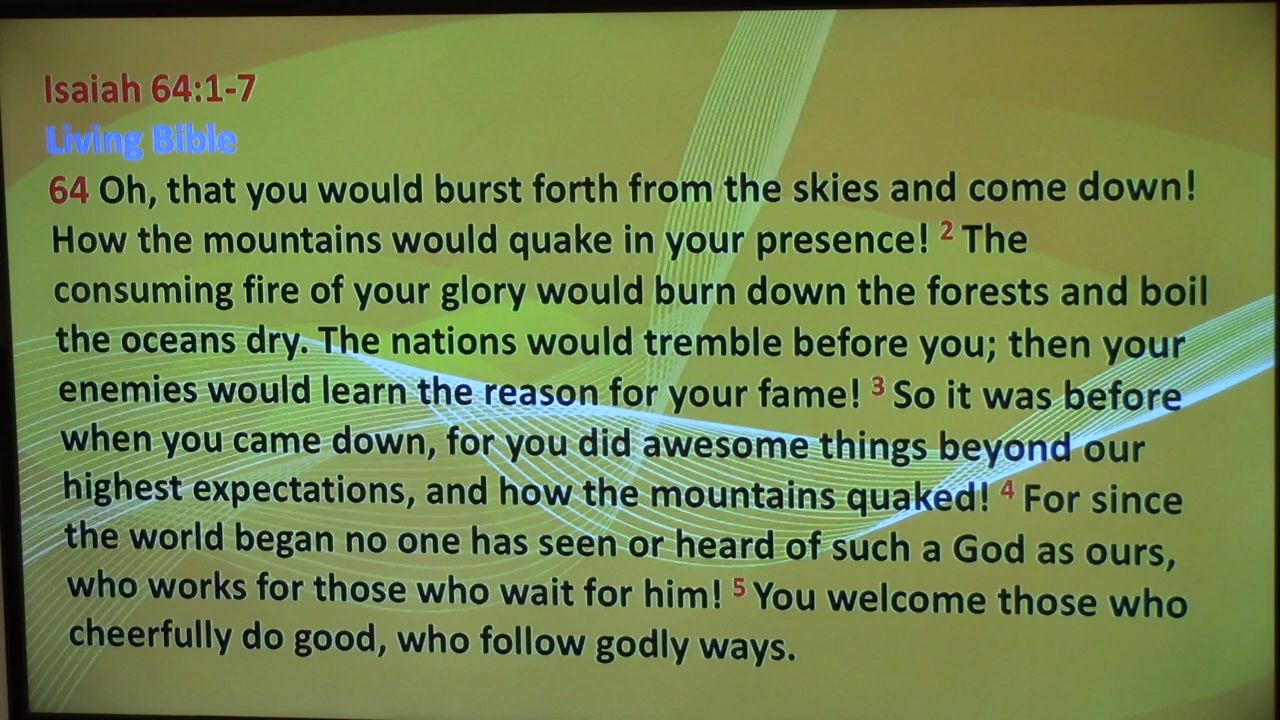 Isaiah 64:1-7
Living Bible
64 Oh, that you would burst forth from the skies and come down!
How the mountains would quake in your presence! 2 The
consuming fire of your glory would burn down the forests and boil
the oceans dry. The nations would tremble before you; then your
enemies would learn the reason for your fame! 3 So it was before
when you came down, for you did awesome things beyond our
highest expectations, and how the mountains quaked! 4 For since
the world began no one has seen or heard of such a God as ours,
who works for those who wait for him! 5 You welcome those who
cheerfully do good, who follow godly ways.